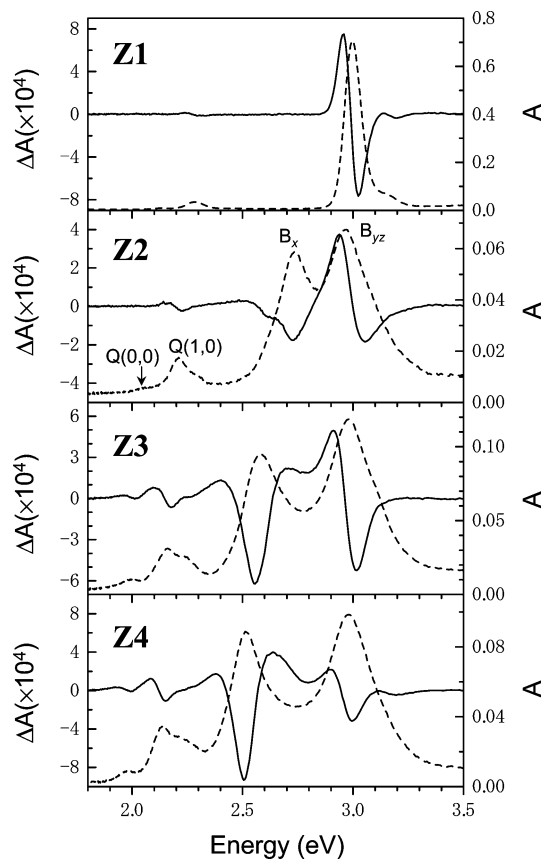 Z1
ΔA(×10⁴)
8
4
0
-4
-8
0.8
0.6
0.4
0.2
0.0
A
Z2
Bₓ
B_yz
Q(0,0)
Q(1,0)
ΔA(×10⁴)
4
2
0
-2
-4
0.06
0.04
0.02
0.00
A
Z3
ΔA(×10⁴)
6
3
0
-3
-6
0.10
0.05
0.00
A
Z4
ΔA(×10⁴)
8
4
0
-4
-8
0.08
0.04
0.00
A
2.0 2.5 3.0 3.5
Energy (eV)